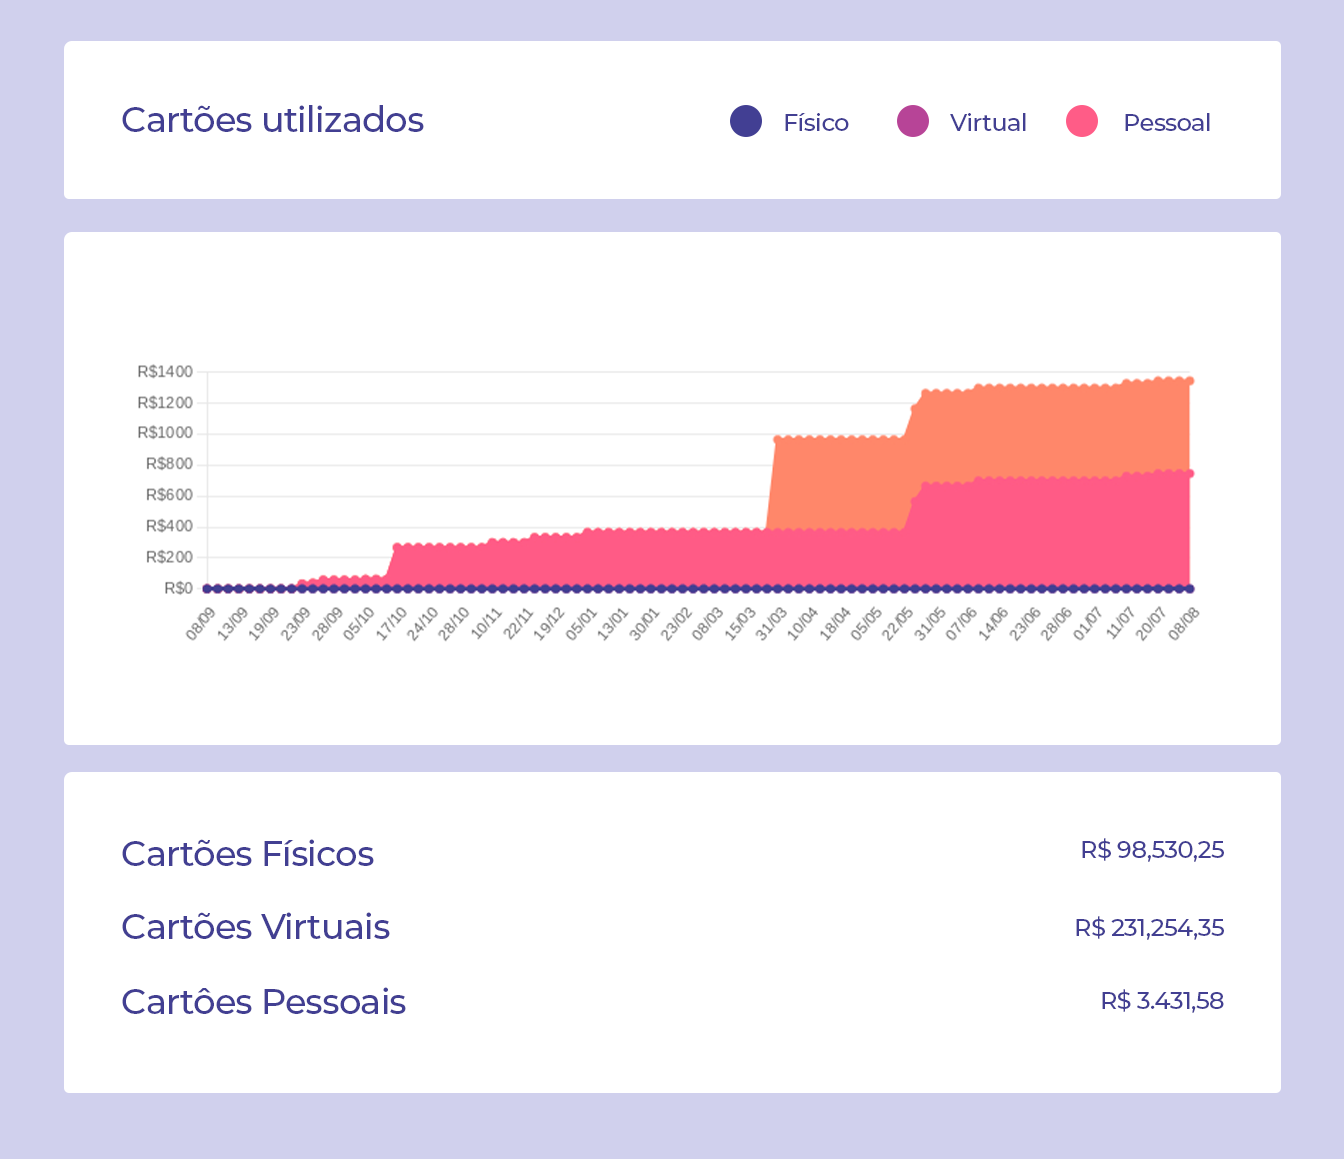 Cartões utilizados
Físico Virtual Pessoal
R$1400
R$1200
R$1000
R$800
R$600
R$400
R$200
R$0
08/09 13/09 19/09 23/09 28/09 05/10 17/10 24/10 28/10 10/11 22/11 19/12 05/01 13/01 30/01 23/02 08/03 15/03 31/03 10/04 18/04 05/05 22/05 31/05 07/06 14/06 23/06 28/06 01/07 11/07 20/07 08/08
Cartões Físicos R$ 98,530,25
Cartões Virtuais R$ 231,254,35
Cartôes Pessoais R$ 3.431,58